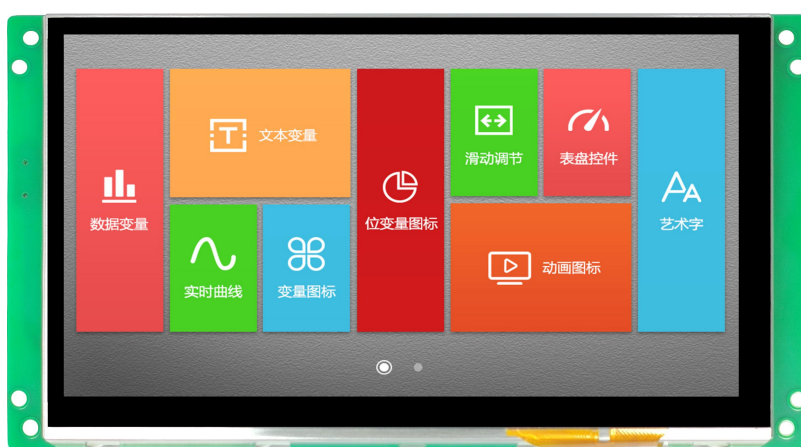 数据变量
文本变量
实时曲线
变量图标
位变量图标
滑动调节
表盘控件
动画图标
艺术字